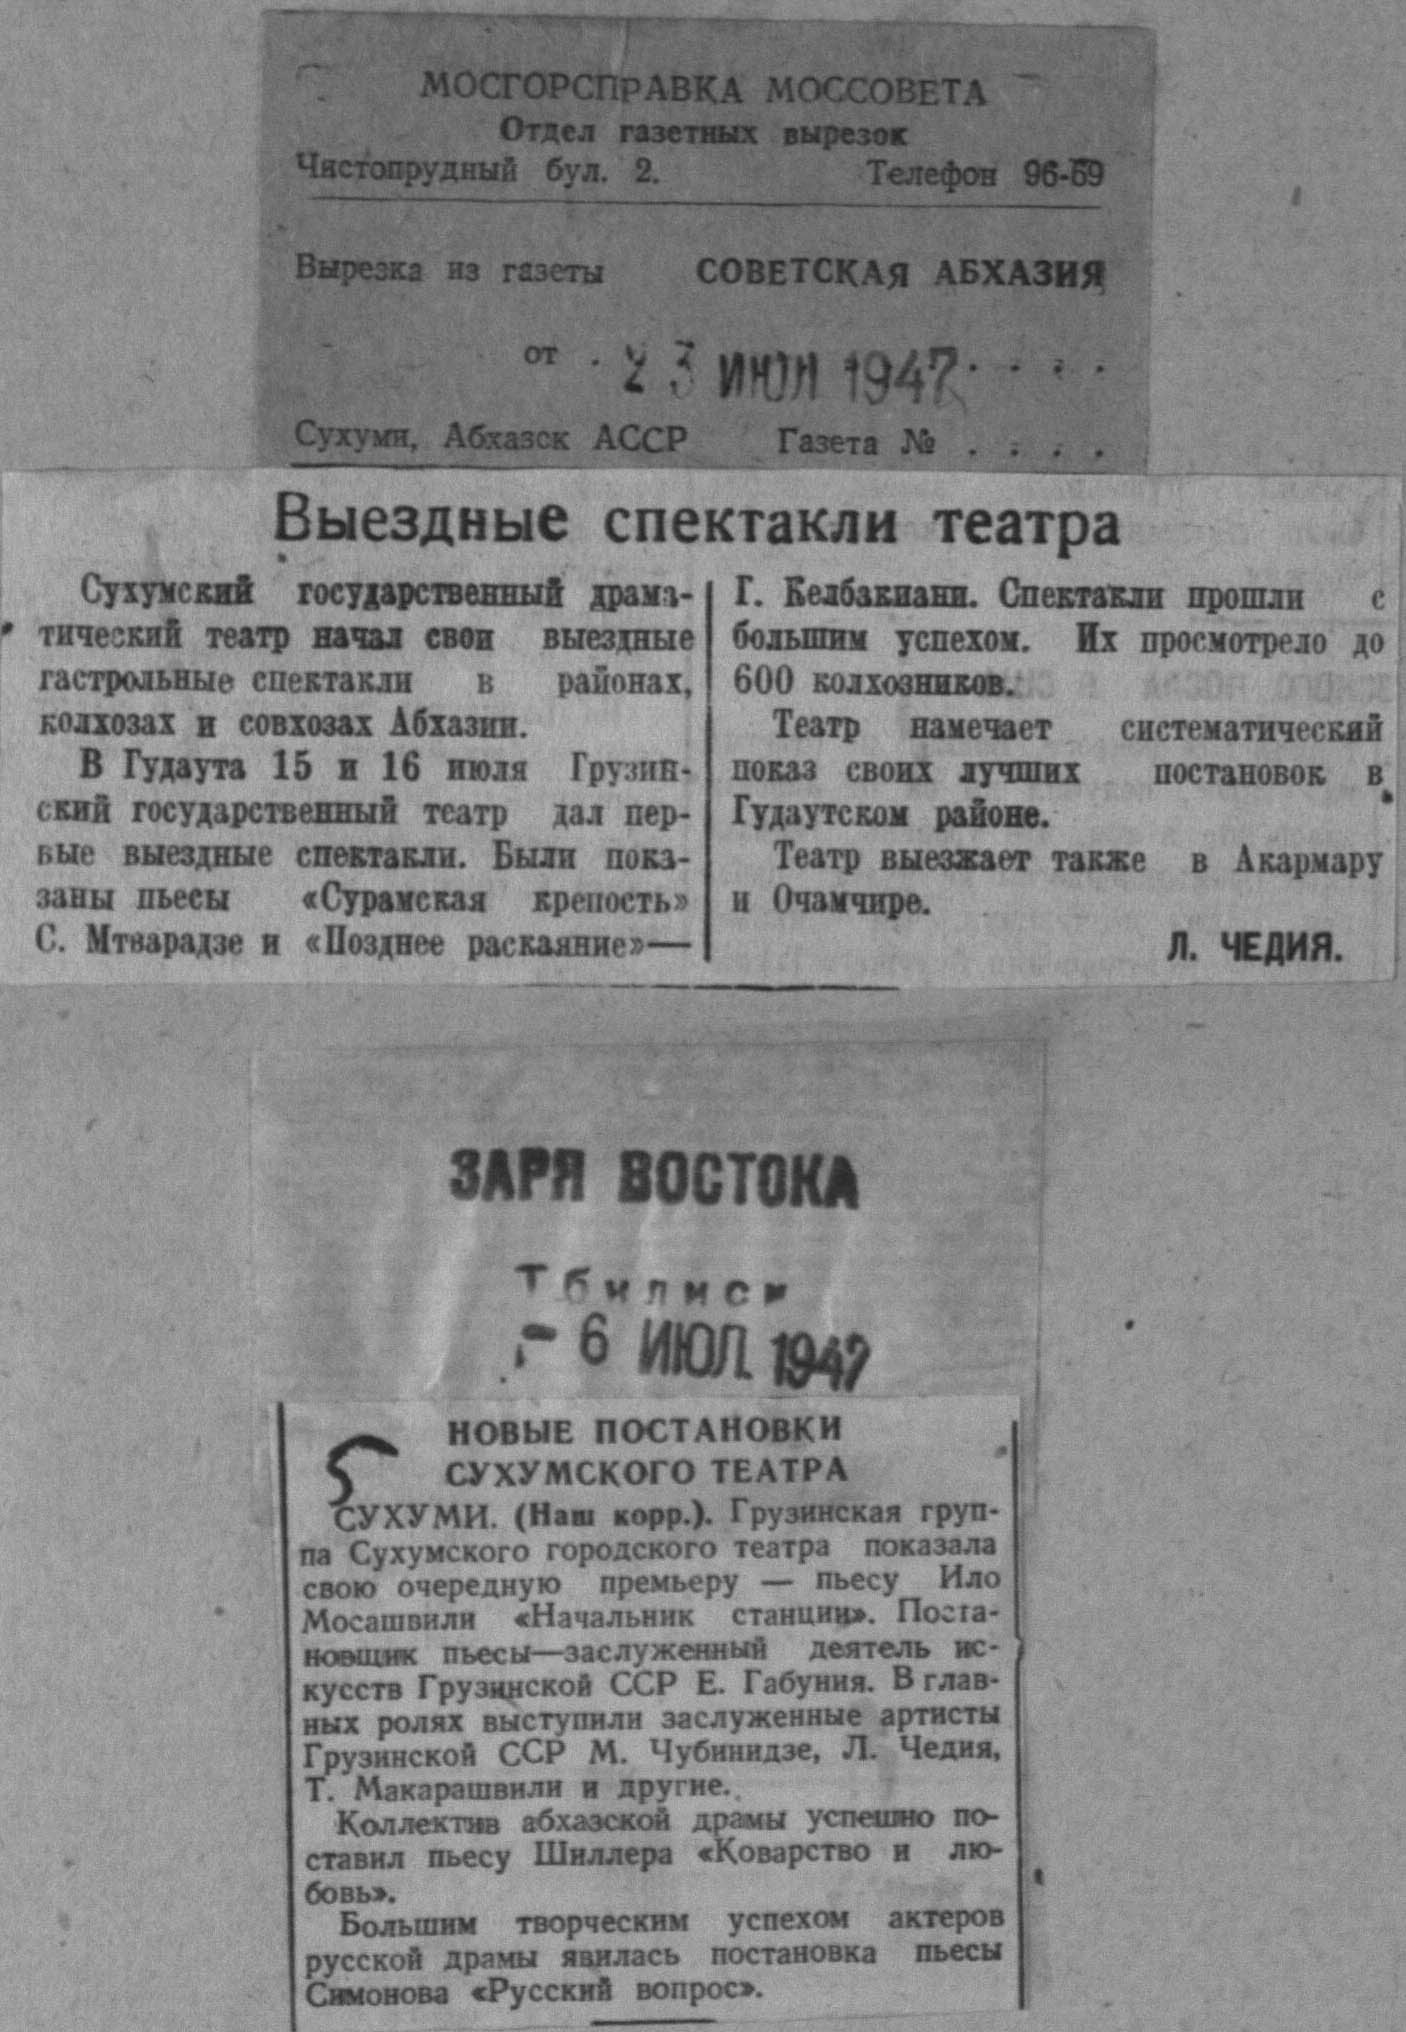 МОСГОРСПРАВКА МОССОВЕТА
Отдел газетных вырезок
Чистопрудный бул. 2. Телефон 96-69
Вырезка из газеты СОВЕТСКАЯ АБХАЗИЯ
от . 23 ИЮЛ 1947 . . . .
Сухуми, Абхазск АССР Газета № . . . .
Выездные спектакли театра
Сухумский государственный драма-
тический театр начал свои выездные
гастрольные спектакли в районах,
колхозах и совхозах Абхазии.
В Гудаута 15 и 16 июля Грузин-
ский государственный театр дал пер-
вые выездные спектакли. Были пока-
заны пьесы «Сурамская крепость»
С. Мтварадзе и «Позднее раскаяние»—
Г. Келбакиани. Спектакли прошли с
большим успехом. Их просмотрело до
600 колхозников.
Театр намечает систематический
показ своих лучших постановок в
Гудаутском районе.
Театр выезжает также в Акармару
и Очамчире.
Л. ЧЕДИЯ.
ЗАРЯ ВОСТОКА
Тбилиси
- 6 ИЮЛ. 1947
НОВЫЕ ПОСТАНОВКИ
СУХУМСКОГО ТЕАТРА
5
СУХУМИ. (Наш корр.). Грузинская груп-
па Сухумского городского театра показала
свою очередную премьеру — пьесу Ило
Мосашвили «Начальник станции». Поста-
новщик пьесы—заслуженный деятель ис-
кусств Грузинской ССР Е. Габуния. В глав-
ных ролях выступили заслуженные артисты
Грузинской ССР М. Чубинидзе, Л. Чедия,
Т. Макарашвили и другие.
Коллектив абхазской драмы успешно по-
ставил пьесу Шиллера «Коварство и лю-
бовь».
Большим творческим успехом актеров
русской драмы явилась постановка пьесы
Симонова «Русский вопрос».